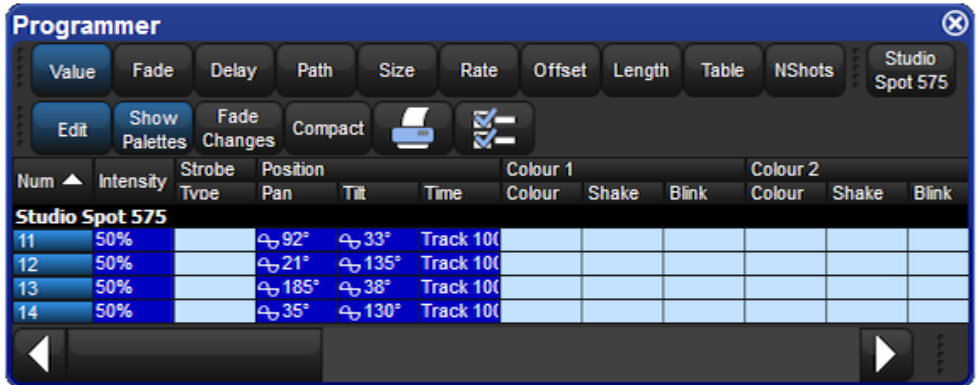 Programmer
Value Fade Delay Path Size Rate Offset Length Table NShots Studio Spot 575
Edit Show Palettes Fade Changes Compact
Num Intensity Strobe Position Colour 1 Colour 2
Type Pan Tilt Time Colour Shake Blink Colour Shake Blink
Studio Spot 575
11 50% 92° 33° Track 100
12 50% 21° 135° Track 100
13 50% 185° 38° Track 100
14 50% 35° 130° Track 100